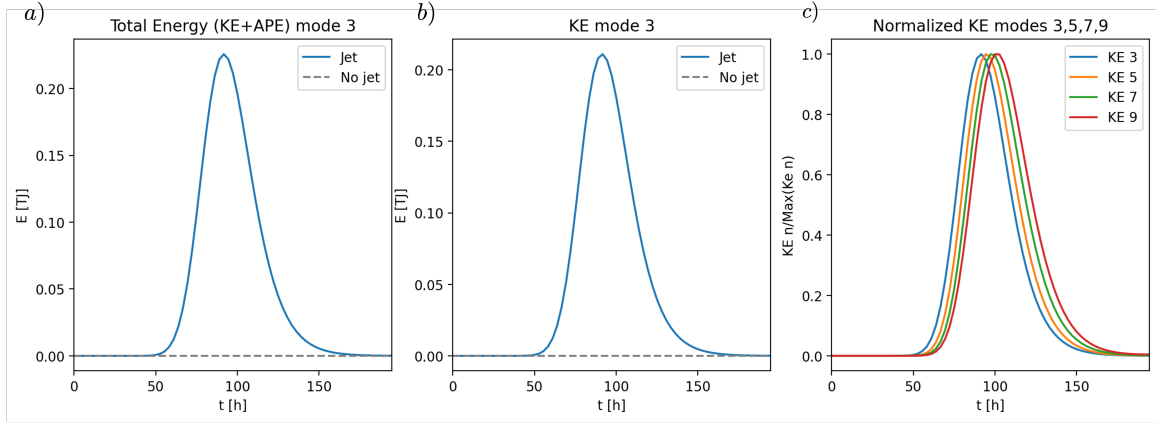 a)
Total Energy (KE+APE) mode 3
Jet
No jet
E [TJ]
0.20
0.15
0.10
0.05
0.00
0 50 100 150
t [h]
b)
KE mode 3
Jet
No jet
E [TJ]
0.20
0.15
0.10
0.05
0.00
0 50 100 150
t [h]
c)
Normalized KE modes 3,5,7,9
KE 3
KE 5
KE 7
KE 9
KE n/Max(Ke n)
1.0
0.8
0.6
0.4
0.2
0.0
0 50 100 150
t [h]